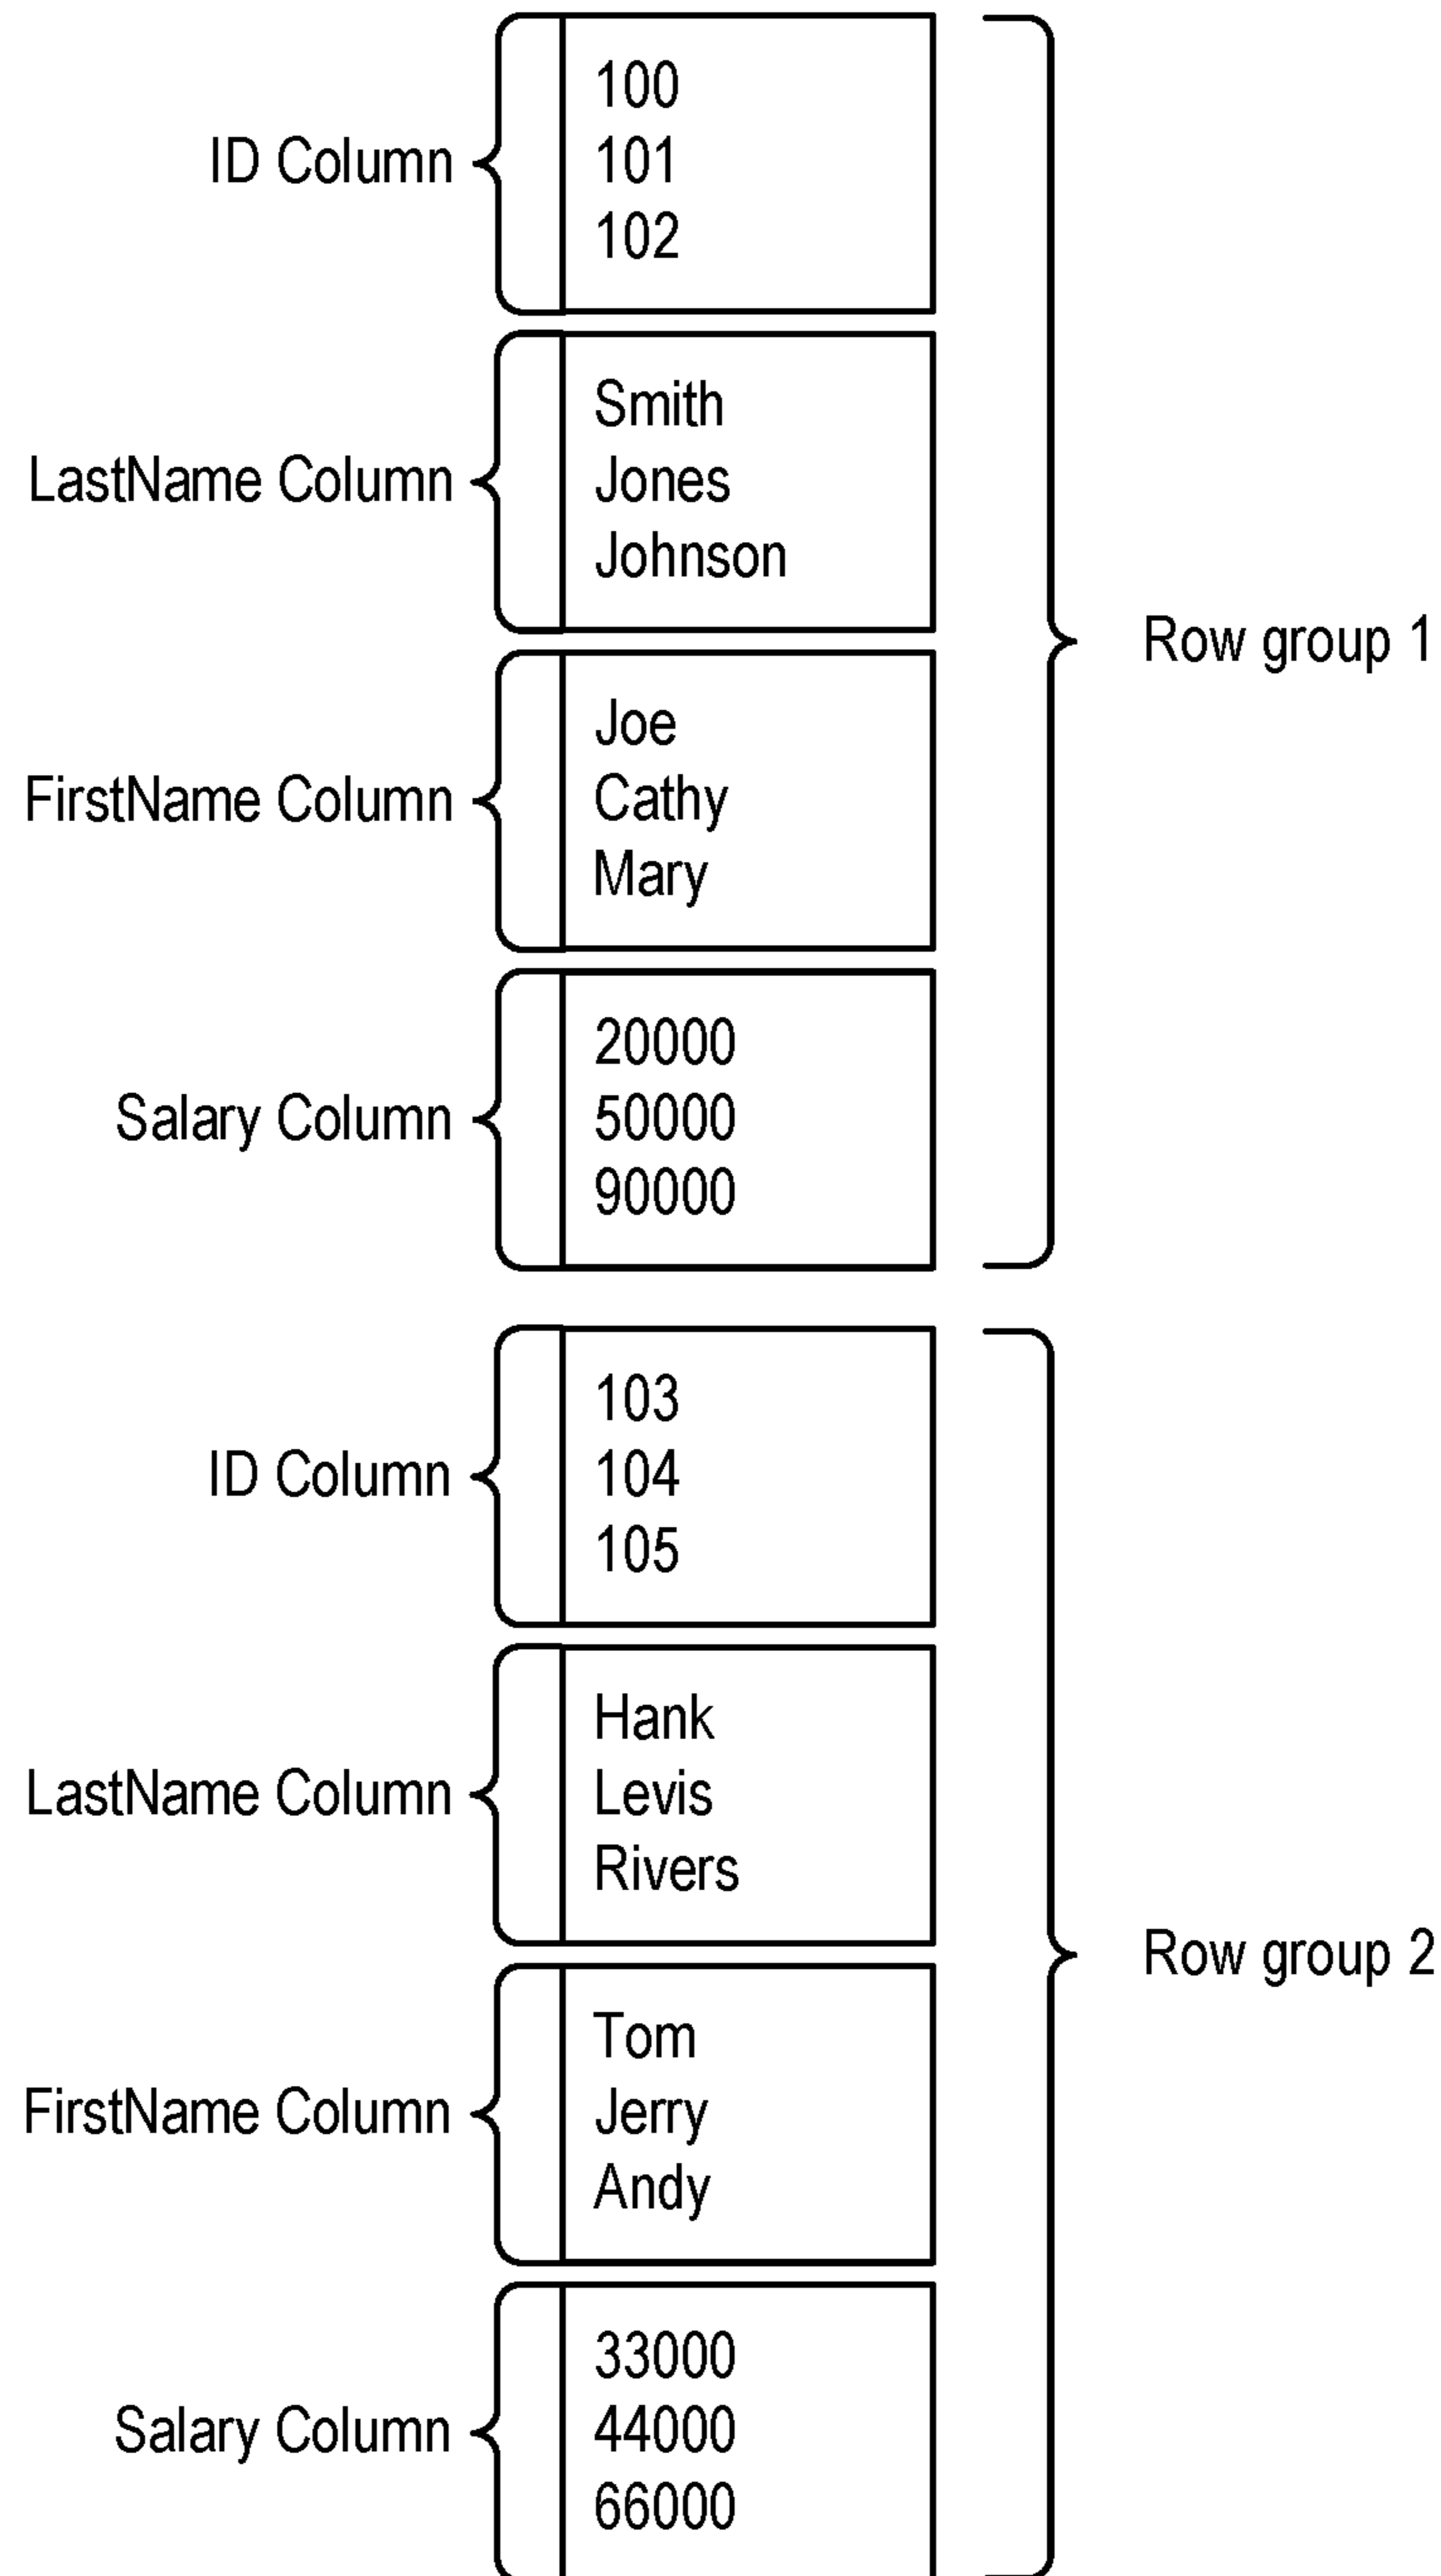 100
101
ID Column
102
Smith
LastName Column
Jones
Johnson
Row group 1
Joe
FirstName Column
Cathy
Mary
20000
Salary Column
50000
90000
103
ID Column
104
105
Hank
LastName Column
Levis
Rivers
Row group 2
Tom
FirstName Column
Jerry
Andy
33000
Salary Column
44000
66000